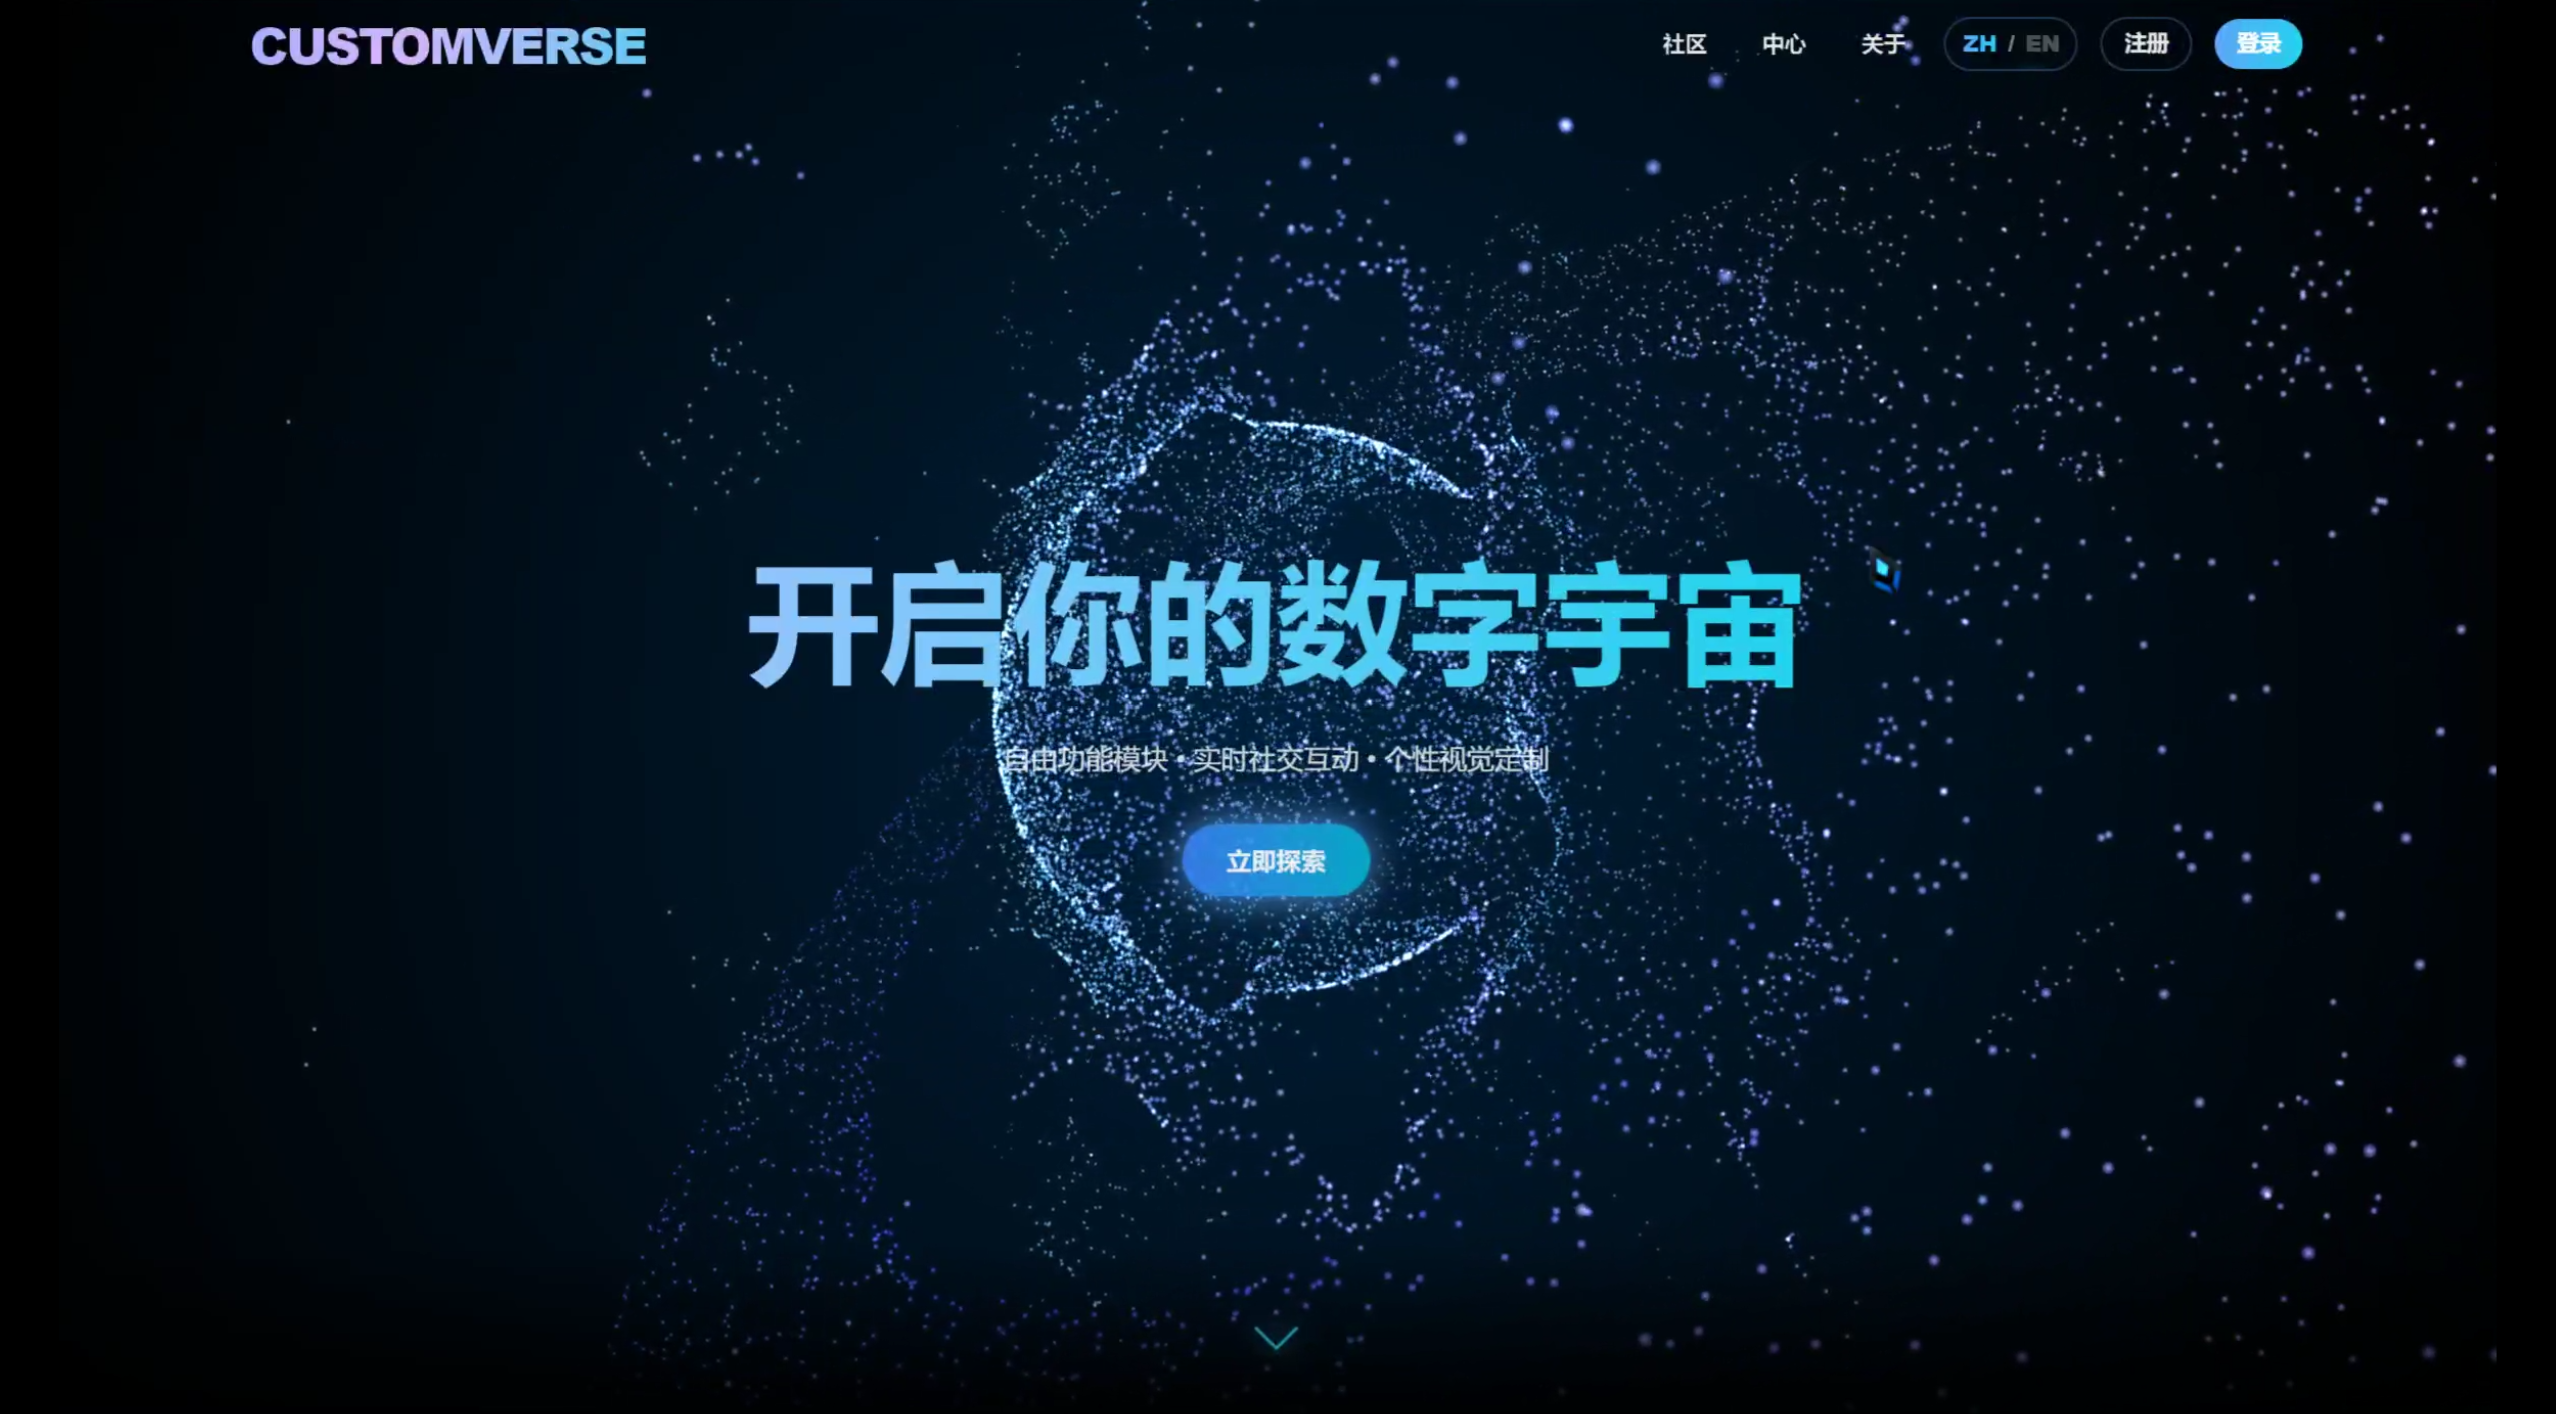 CUSTOMVERSE
社区 中心 关于 ZH / EN 注册 登录
开启你的数字宇宙
自由功能模块 • 实时社交互动 • 个性视觉定制
立即探索